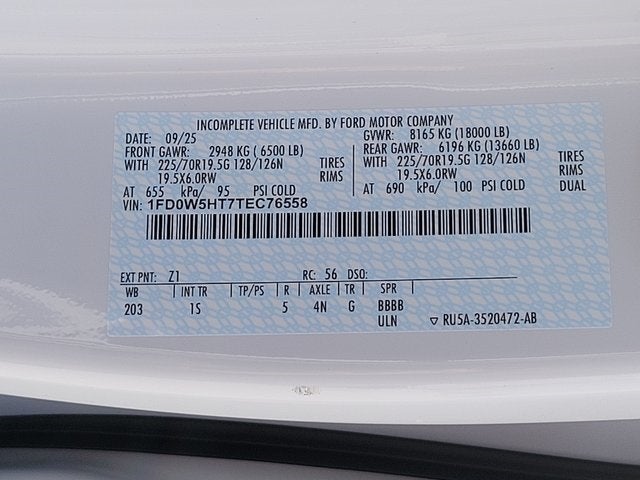 INCOMPLETE VEHICLE MFD. BY FORD MOTOR COMPANY
DATE: 09/25 GVWR: 8165 KG (18000 LB)
FRONT GAWR: 2948 KG ( 6500 LB) REAR GAWR: 6196 KG (13660 LB)
WITH 225/70R19.5G 128/126N TIRES WITH 225/70R19.5G 128/126N TIRES
19.5X6.0RW RIMS 19.5X6.0RW RIMS
AT 655 kPa/ 95 PSI COLD AT 690 kPa/ 100 PSI COLD DUAL
VIN: 1FD0W5HT7TEC76558
EXT PNT: Z1 RC: 56 DSO:
WB INT TR TP/PS R AXLE TR SPR
203 1S 5 4N G BBBB
ULN ▽ RU5A-3520472-AB